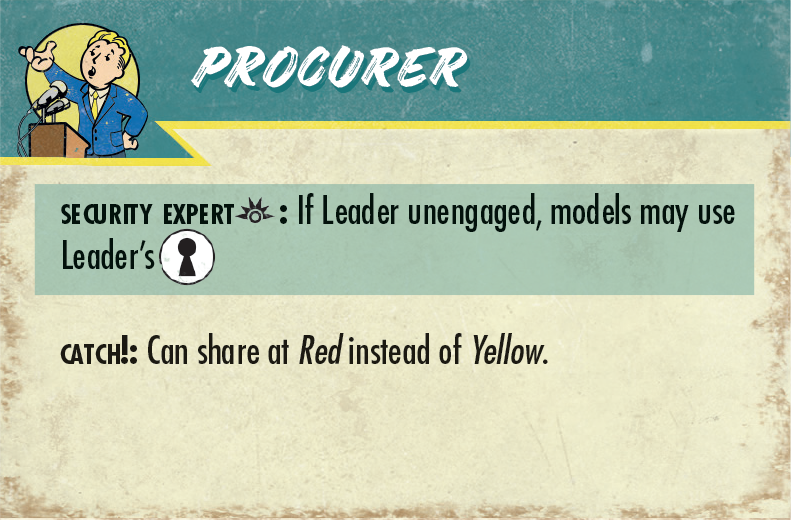 PROCURER
SECURITY EXPERT : If Leader unengaged, models may use
Leader's
CATCH!: Can share at Red instead of Yellow.